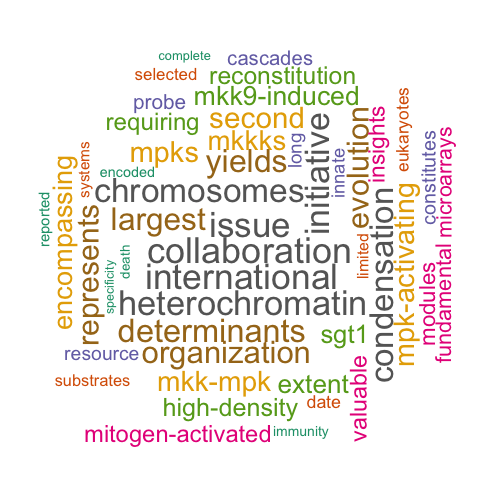 complete
cascades
selected
reconstitution
probe
mkk9-induced
eukaryotes
requiring
second
long
initiative
evolution
insights
mpks
mkkks
innate
constitutes
fundamental microarrays
systems
encoded
yields
encompassing
chromosomes
condensation
mpk-activating
reported
represents
largest
issue
death
specificity
collaboration
limited
international
modules
heterochromatin
determinants
sgt1
resource
organization
valuable
substrates
mkk-mpk
extent
high-density
date
mitogen-activated
immunity